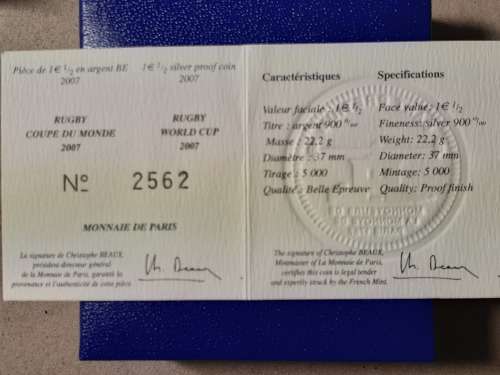 Pièce de 1€ 1/2 en argent BE
2007
1€ 1/2 silver proof coin
2007
RUGBY
COUPE DU MONDE
2007
RUGBY
WORLD CUP
2007
Nº 2562
MONNAIE DE PARIS
La signature de Christophe BEAUX,
président directeur général
de la Monnaie de Paris, garantit la
provenance et l'authenticité de cette pièce.
Caractéristiques
Valeur faciale : 1€ 1/2
Titre : argent 900 º/ºº
Masse : 22,2 g
Diamètre : 37 mm
Tirage : 5 000
Qualité : Belle Epreuve
Specifications
Face value: 1€ 1/2
Fineness: silver 900 º/ºº
Weight: 22,2 g
Diameter: 37 mm
Mintage: 5 000
Quality: Proof finish
The signature of Christophe BEAUX,
Mintmaster of La Monnaie de Paris,
certifies this coin is legal tender
and expertly struck by the French Mint.